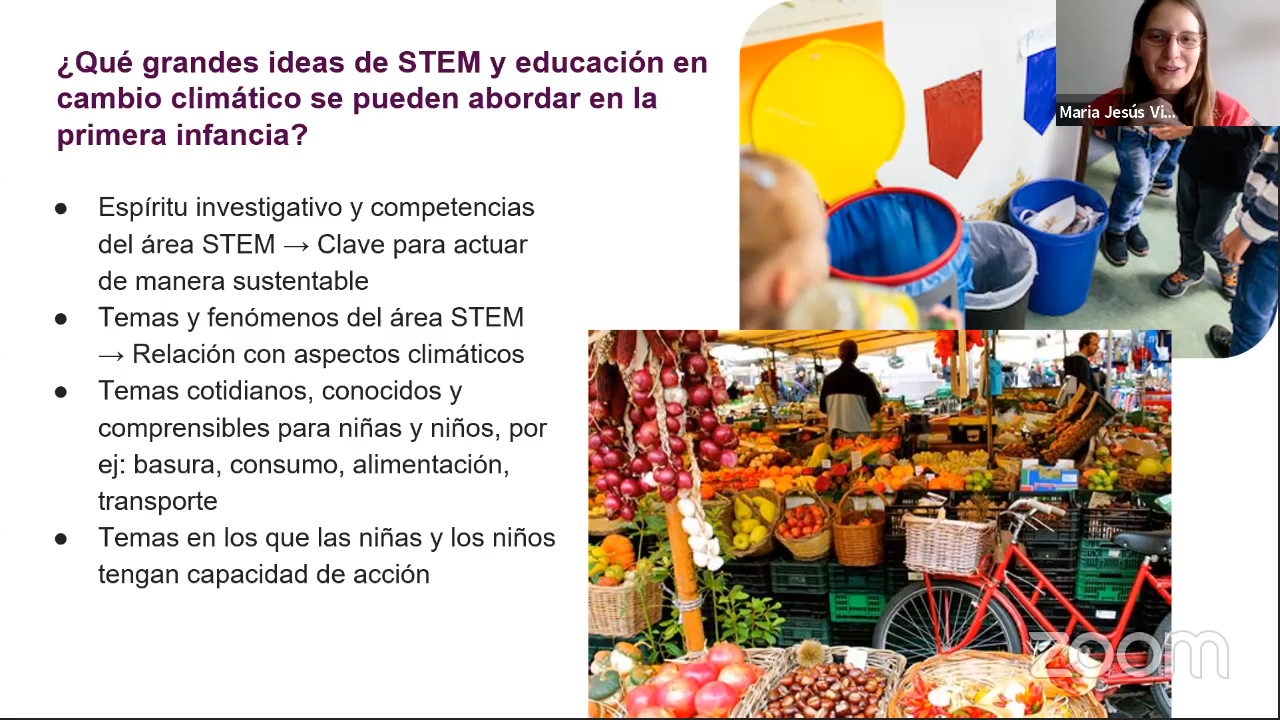 ¿Qué grandes ideas de STEM y educación en
cambio climático se pueden abordar en la
primera infancia?
● Espíritu investigativo y competencias
del área STEM → Clave para actuar
de manera sustentable
● Temas y fenómenos del área STEM
→ Relación con aspectos climáticos
● Temas cotidianos, conocidos y
comprensibles para niñas y niños, por
ej: basura, consumo, alimentación,
transporte
● Temas en los que las niñas y los niños
tengan capacidad de acción
Maria Jesús Vi...
zoom